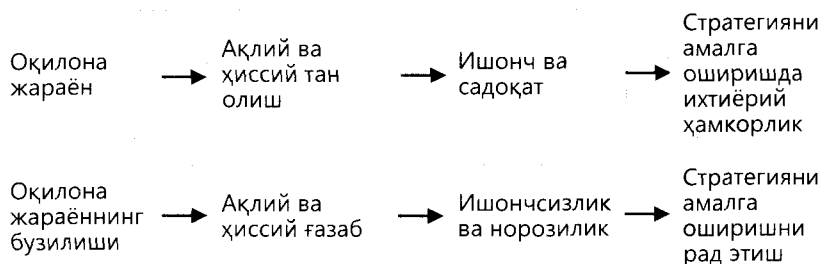 Оқилона
жараён
Ақлий ва
ҳиссий тан
олиш
Ишонч ва
садоқат
Стратегияни
амалга
оширишда
ихтиёрий
ҳамкорлик
Оқилона
жараённинг
бузилиши
Ақлий ва
ҳиссий ғазаб
Ишончсизлик
ва норозилик
Стратегияни
амалга
оширишни
рад этиш